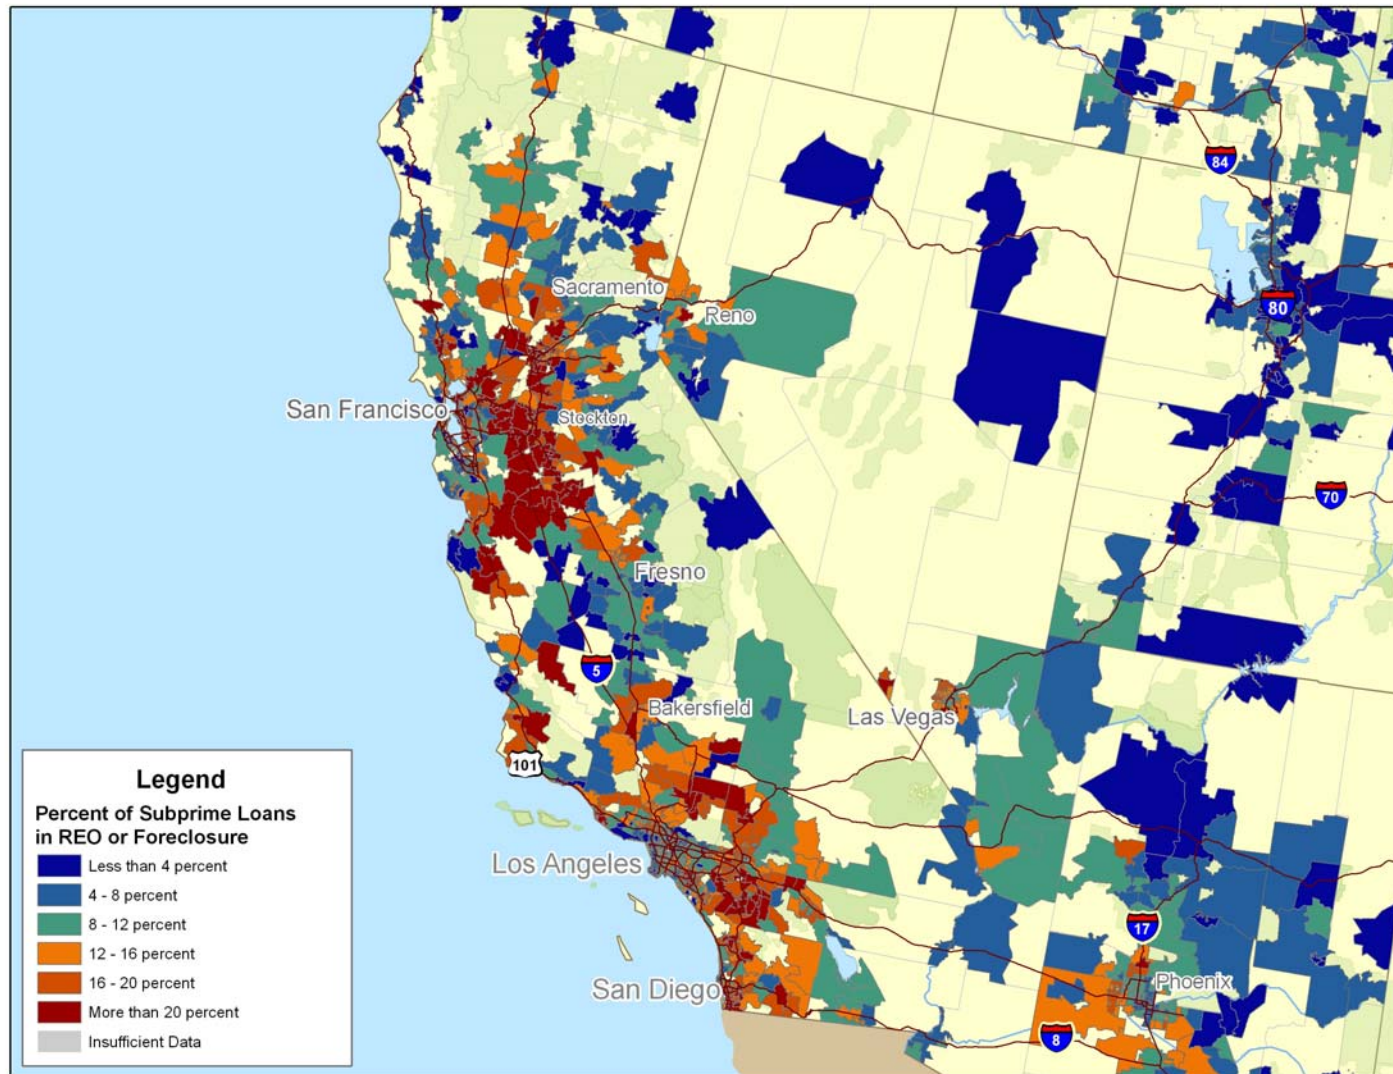 84
80
Sacramento
Reno
San Francisco
Stockton
70
Fresno
5
Bakersfield
Las Vegas
101
Los Angeles
17
Phoenix
San Diego
8
Legend
Percent of Subprime Loans
in REO or Foreclosure
Less than 4 percent
4 - 8 percent
8 - 12 percent
12 - 16 percent
16 - 20 percent
More than 20 percent
Insufficient Data